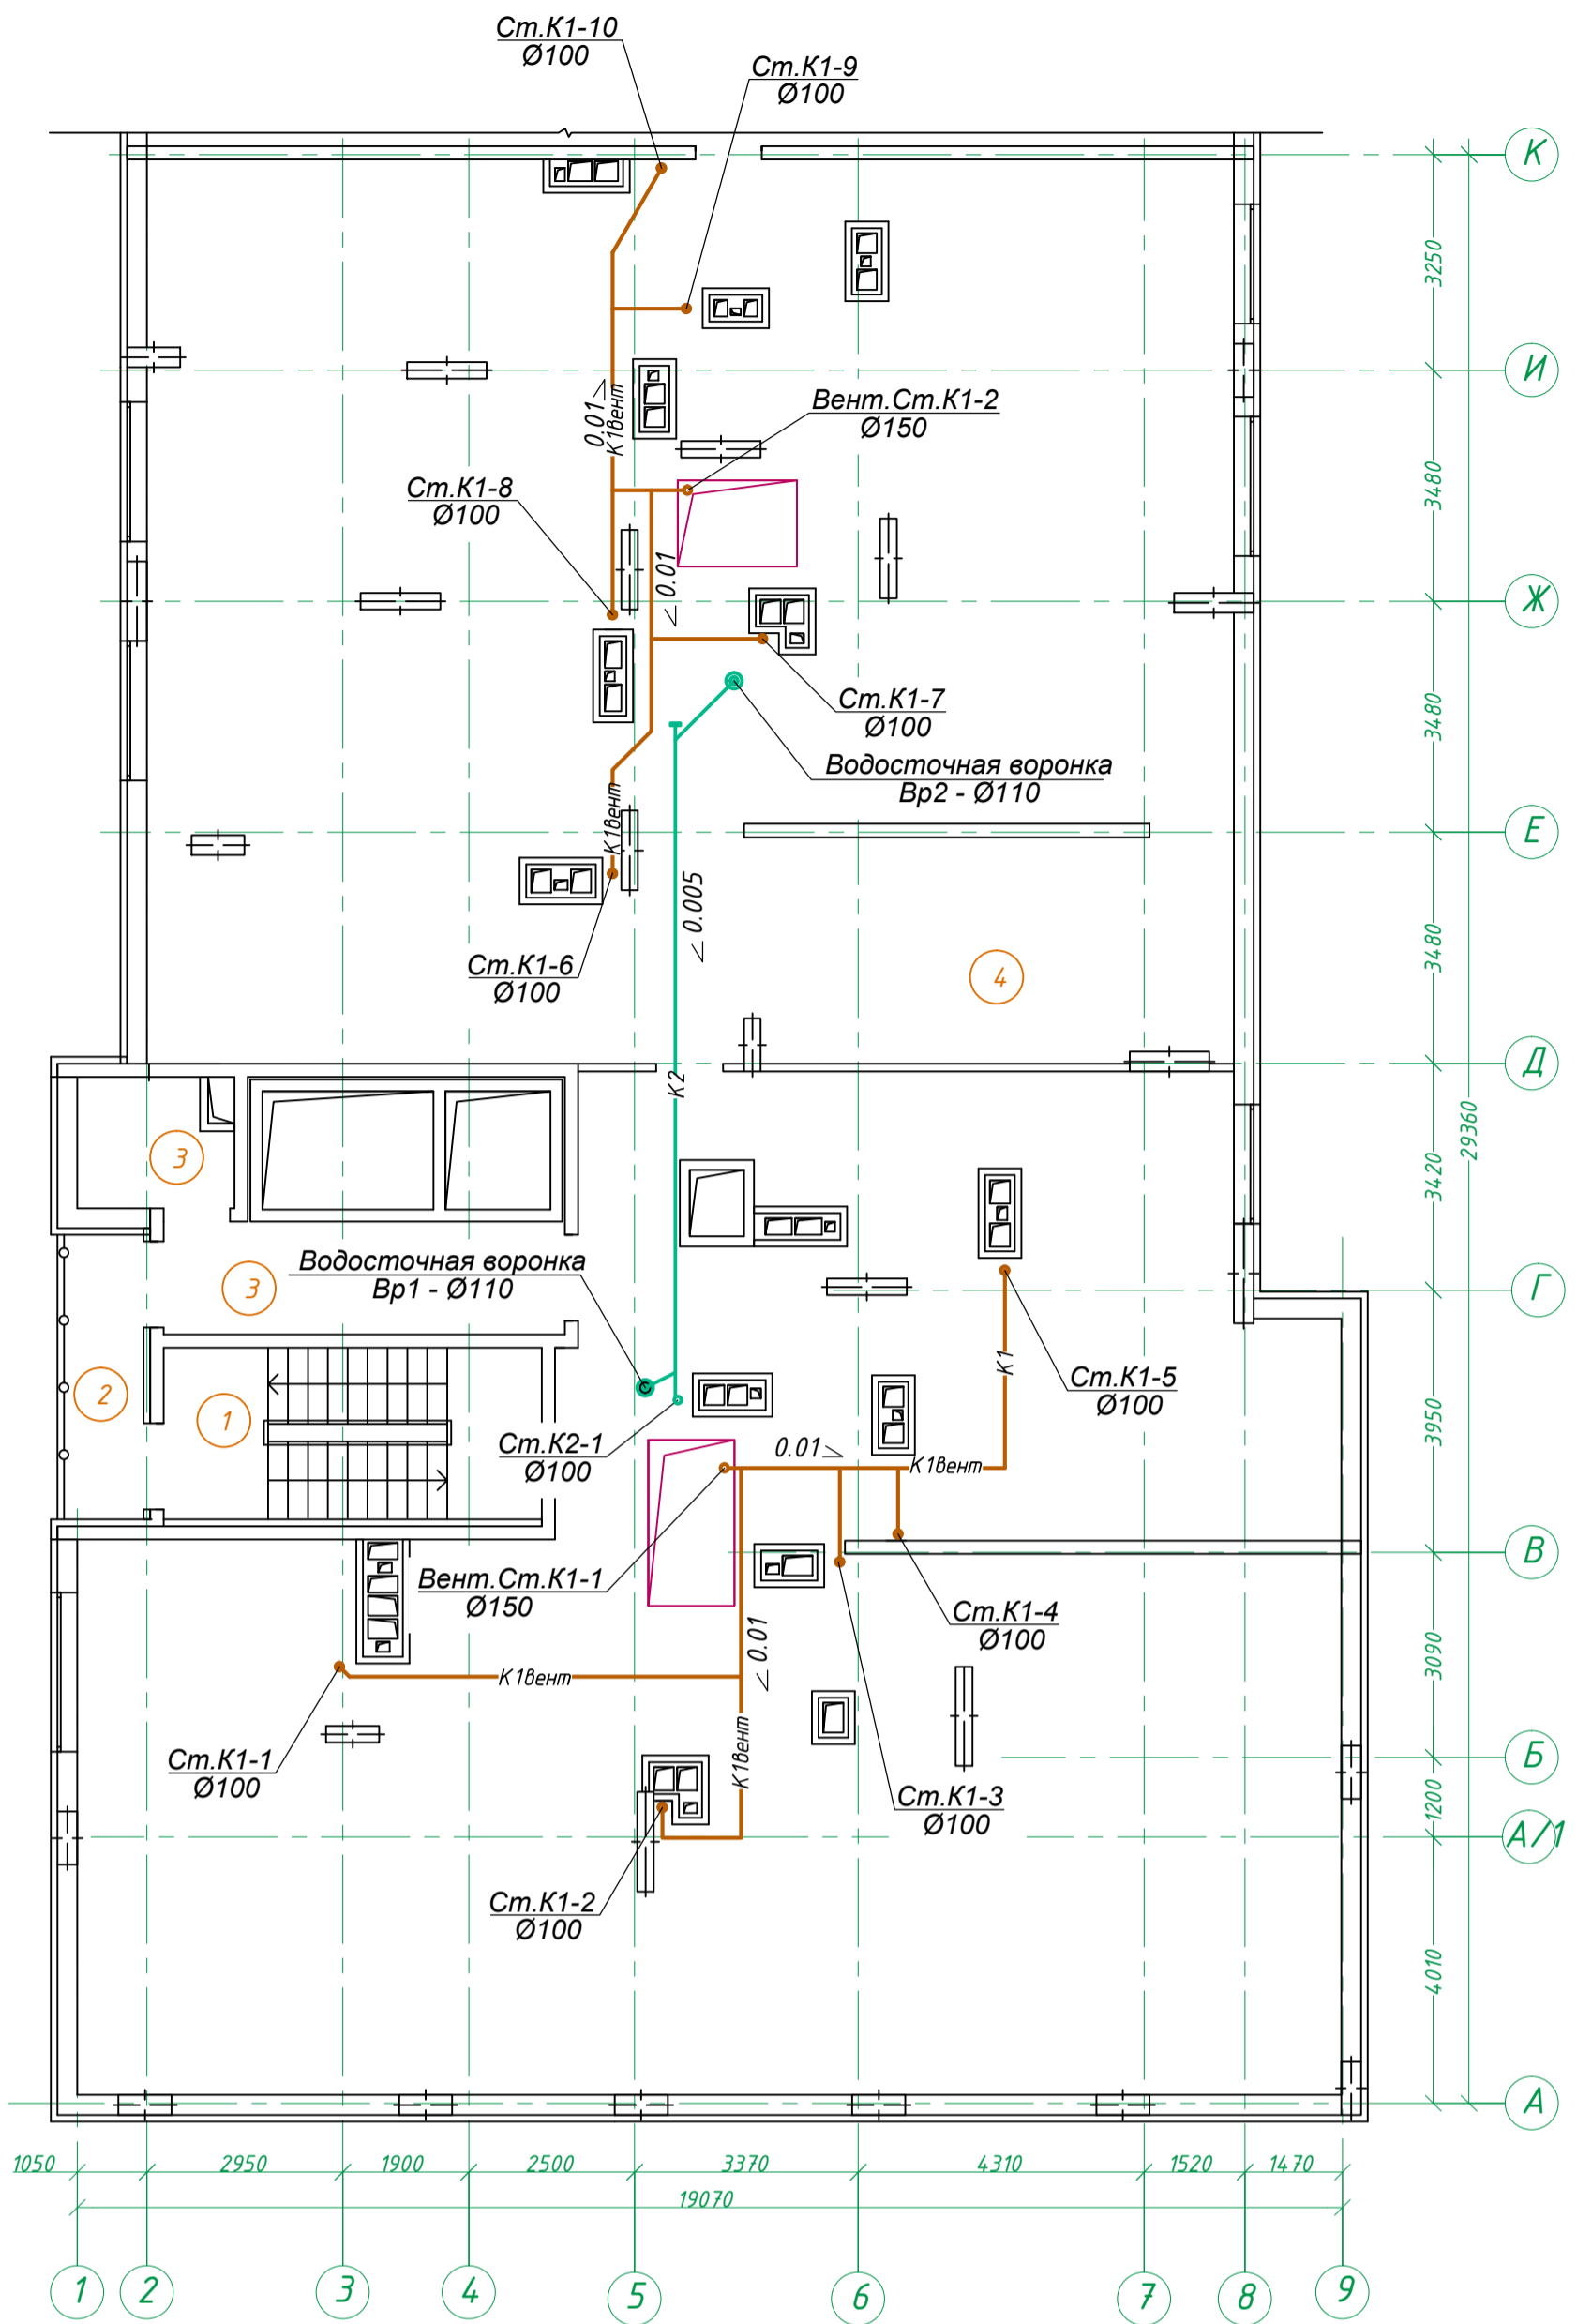 Ст.К1-10
Ø100
Ст.К1-9
Ø100
К
3250
И
0.01
К1вент
Вент.Ст.К1-2
Ø150
3480
Ст.К1-8
Ø100
0.01
Ж
Ст.К1-7
Ø100
3480
Водосточная воронка
Вр2 - Ø110
К1вент
Е
0.005
3480
Ст.К1-6
Ø100
4
Д
К2
29360
3420
3
Водосточная воронка
Вр1 - Ø110
3
Г
К1
Ст.К1-5
Ø100
2
1
3950
Ст.К2-1
Ø100
0.01
К1вент
В
Вент.Ст.К1-1
Ø150
Ст.К1-4
Ø100
0.01
3090
К1вент
К1вент
Ст.К1-1
Ø100
Б
Ст.К1-3
Ø100
1200
А/1
Ст.К1-2
Ø100
4010
А
1050
2950
1900
2500
3370
4310
1520
1470
19070
1
2
3
4
5
6
7
8
9